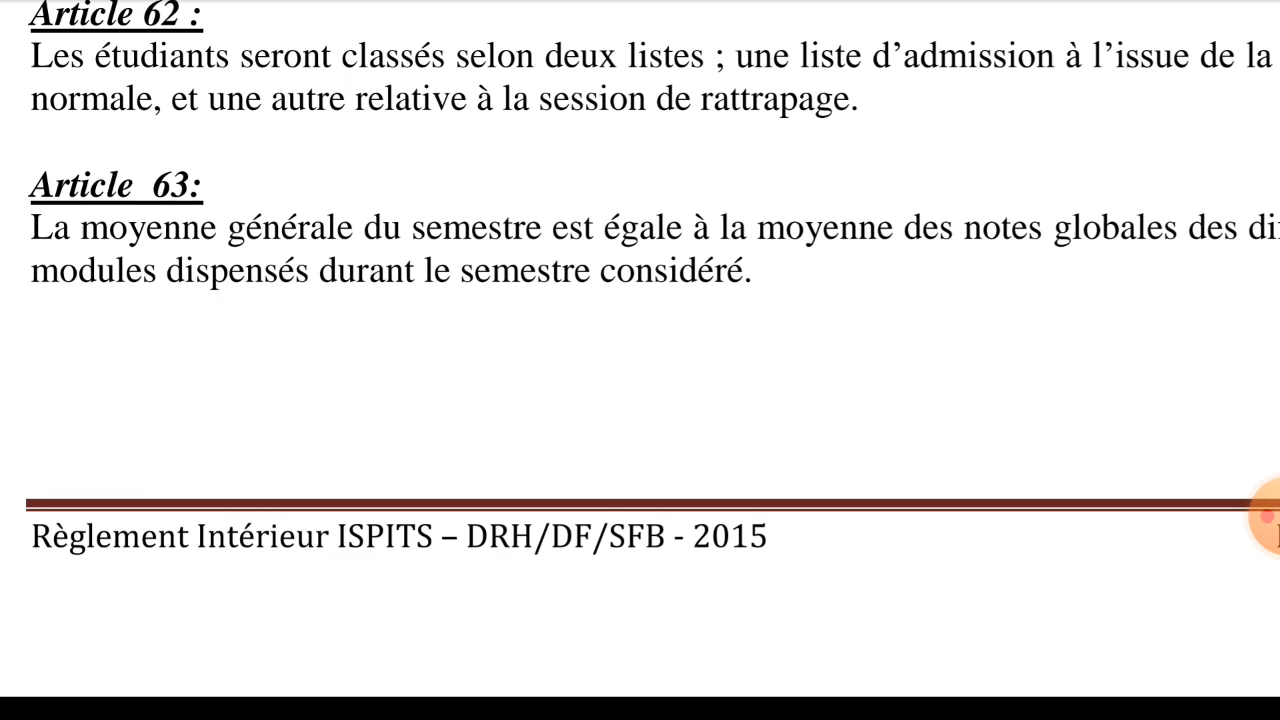 Article 62 :
Les étudiants seront classés selon deux listes ; une liste d’admission à l’issue de la
normale, et une autre relative à la session de rattrapage.
Article 63:
La moyenne générale du semestre est égale à la moyenne des notes globales des
modules dispensés durant le semestre considéré.
Règlement Intérieur ISPITS – DRH/DF/SFB - 2015